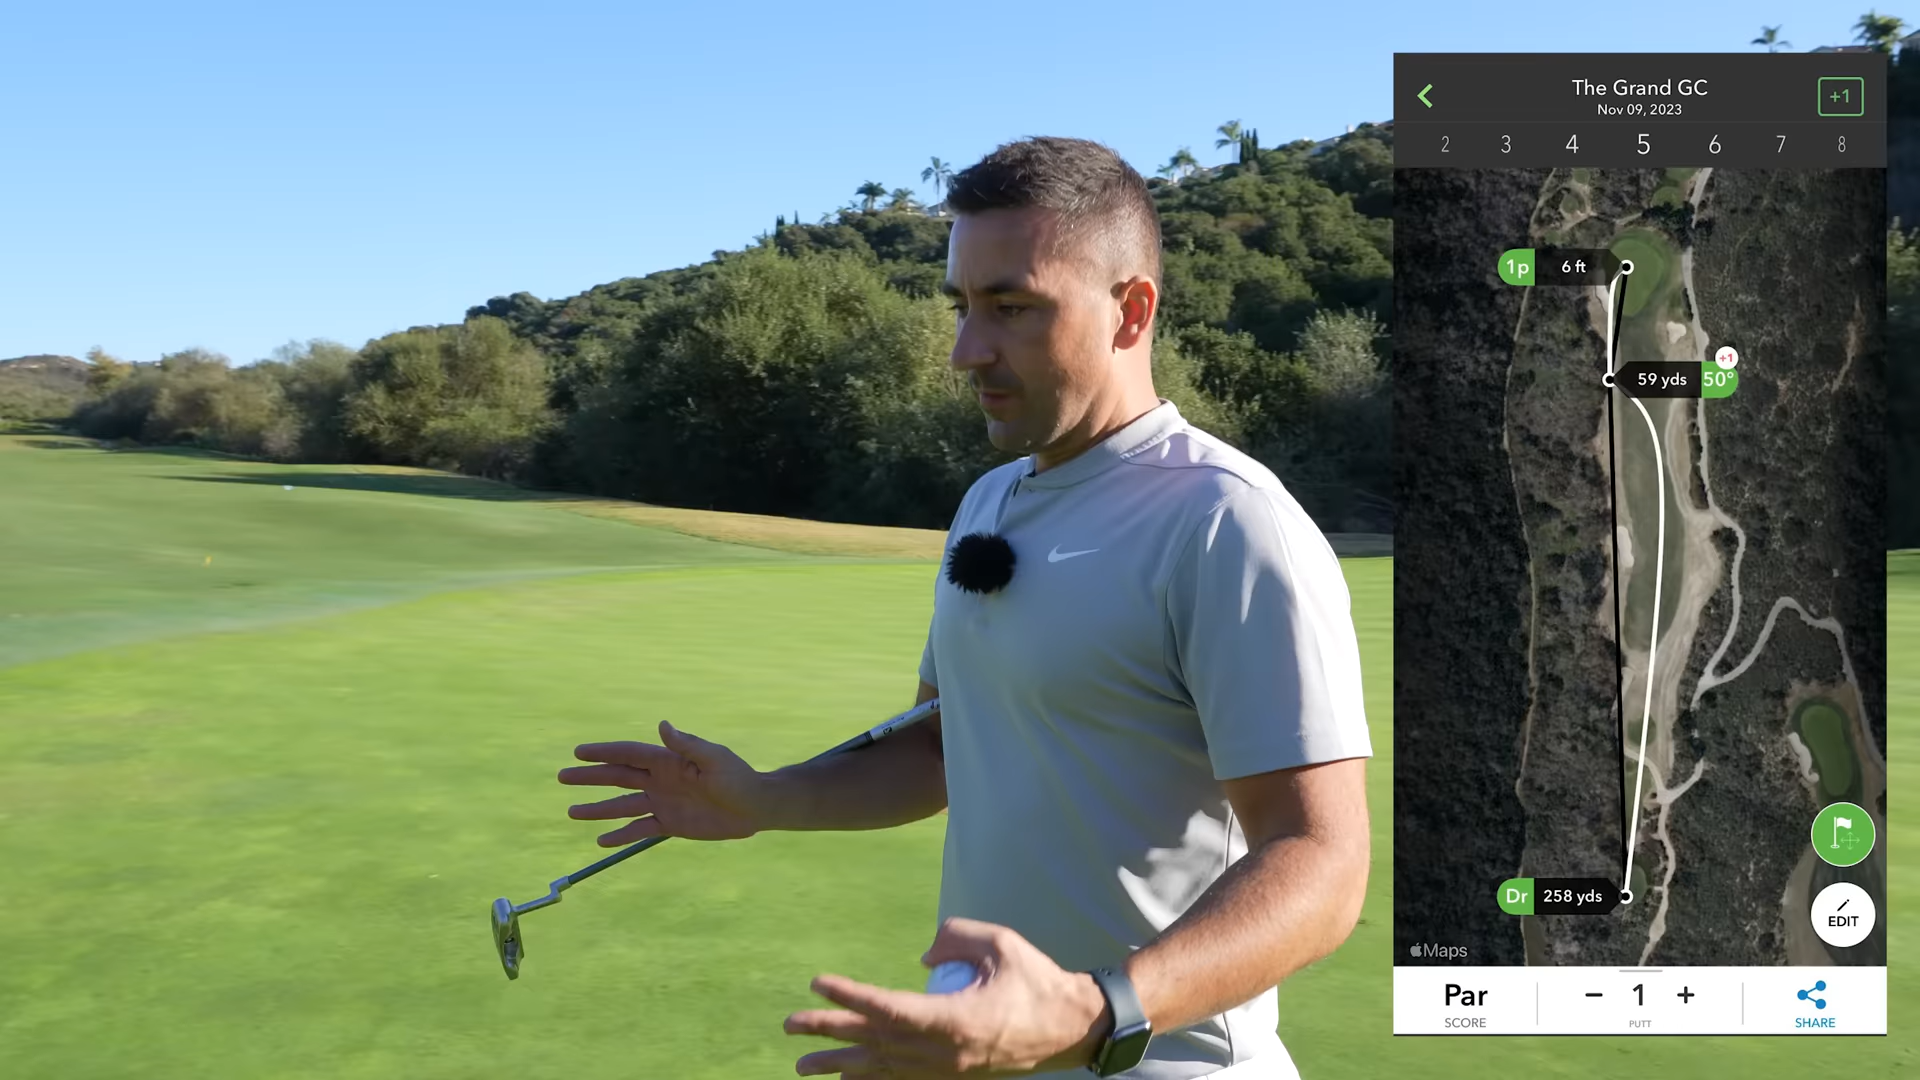 The Grand GC
Nov 09, 2023
+1
2 3 4 5 6 7 8
1p 6 ft
+1
59 yds 50°
Dr 258 yds
EDIT
Maps
Par
SCORE
− 1 +
PUTT
SHARE